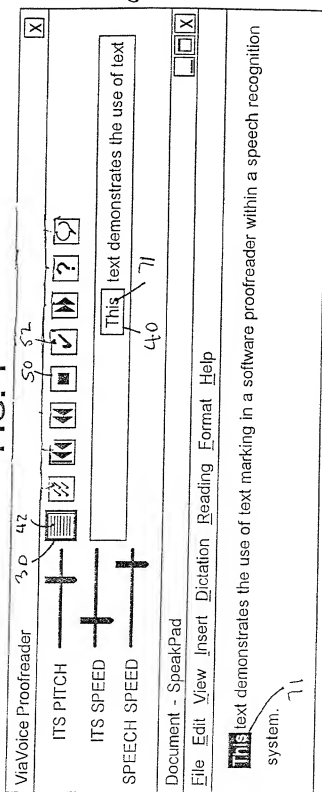 ViaVoice Proofreader X
30 42 50 52
?
ITS PITCH
ITS SPEED
SPEECH SPEED
This text demonstrates the use of text
40 71
Document - SpeakPad X
File Edit View Insert Dictation Reading Format Help
This text demonstrates the use of text marking in a software proofreader within a speech recognition
system. 71